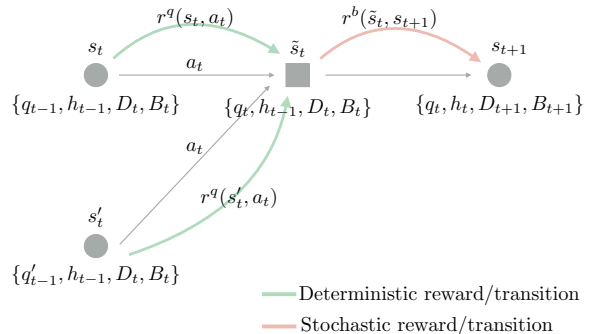 r^q(s_t, a_t)
r^b(s̃_t, s_{t+1})
s_t
s̃_t
s_{t+1}
a_t
{q_{t−1}, h_{t−1}, D_t, B_t}
{q_t, h_{t−1}, D_t, B_t}
{q_t, h_t, D_{t+1}, B_{t+1}}
a_t
r^q(s′_t, a_t)
s′_t
{q′_{t−1}, h_{t−1}, D_t, B_t}
Deterministic reward/transition
Stochastic reward/transition